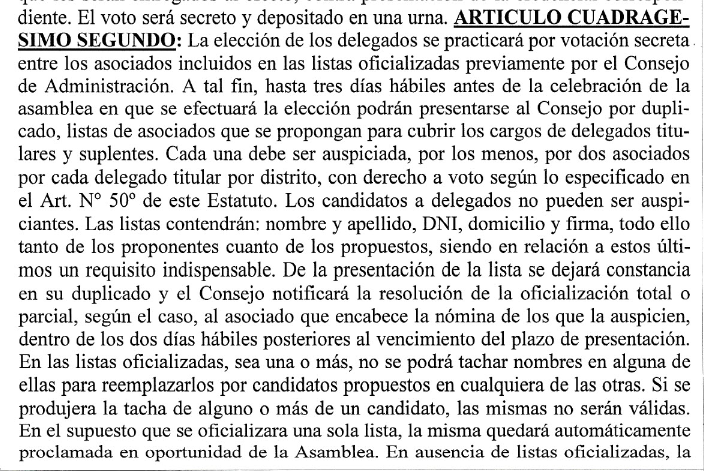 diente. El voto será secreto y depositado en una urna. ARTICULO CUADRAGE-
SIMO SEGUNDO: La elección de los delegados se practicará por votación secreta
entre los asociados incluidos en las listas oficializadas previamente por el Consejo
de Administración. A tal fin, hasta tres días hábiles antes de la celebración de la
asamblea en que se efectuará la elección podrán presentarse al Consejo por dupli-
cado, listas de asociados que se propongan para cubrir los cargos de delegados titu-
lares y suplentes. Cada una debe ser auspiciada, por los menos, por dos asociados
por cada delegado titular por distrito, con derecho a voto según lo especificado en
el Art. Nº 50º de este Estatuto. Los candidatos a delegados no pueden ser auspi-
ciantes. Las listas contendrán: nombre y apellido, DNI, domicilio y firma, todo ello
tanto de los proponentes cuanto de los propuestos, siendo en relación a estos últi-
mos un requisito indispensable. De la presentación de la lista se dejará constancia
en su duplicado y el Consejo notificará la resolución de la oficialización total o
parcial, según el caso, al asociado que encabece la nómina de los que la auspicien,
dentro de los dos días hábiles posteriores al vencimiento del plazo de presentación.
En las listas oficializadas, sea una o más, no se podrá tachar nombres en alguna de
ellas para reemplazarlos por candidatos propuestos en cualquiera de las otras. Si se
produjera la tacha de alguno o más de un candidato, las mismas no serán válidas.
En el supuesto que se oficializara una sola lista, la misma quedará automáticamente
proclamada en oportunidad de la Asamblea. En ausencia de listas oficializadas, la